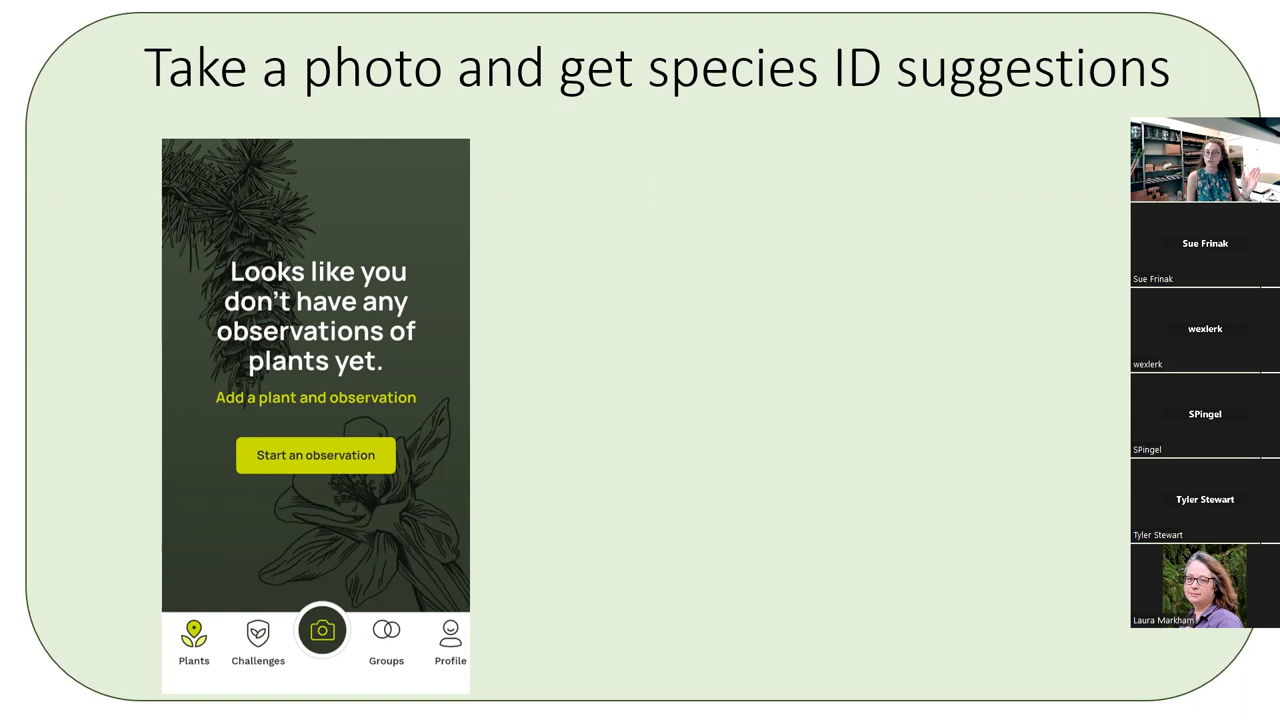 Take a photo and get species ID suggestions
Looks like you
don't have any
observations of
plants yet.
Add a plant and observation
Start an observation
Plants
Challenges
Groups
Profile
Sue Frinak
Sue Frinak
wexlerk
wexlerk
SPingel
SPingel
Tyler Stewart
Tyler Stewart
Laura Markham